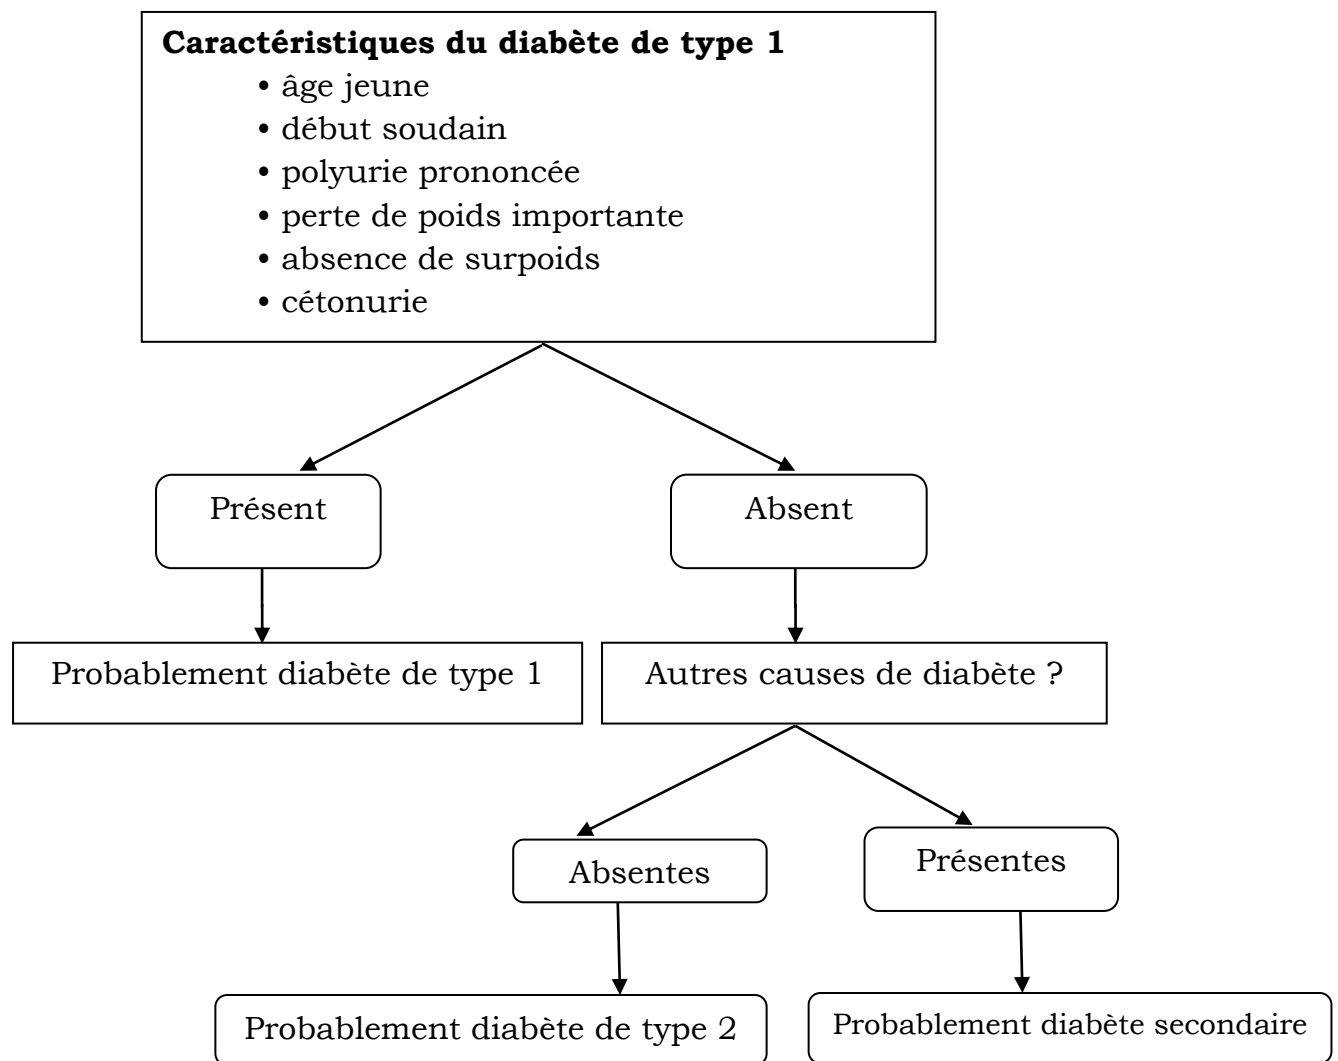 Caractéristiques du diabète de type 1
• âge jeune
• début soudain
• polyurie prononcée
• perte de poids importante
• absence de surpoids
• cétonurie
Présent
Absent
Probablement diabète de type 1
Autres causes de diabète ?
Absentes
Présentes
Probablement diabète de type 2
Probablement diabète secondaire